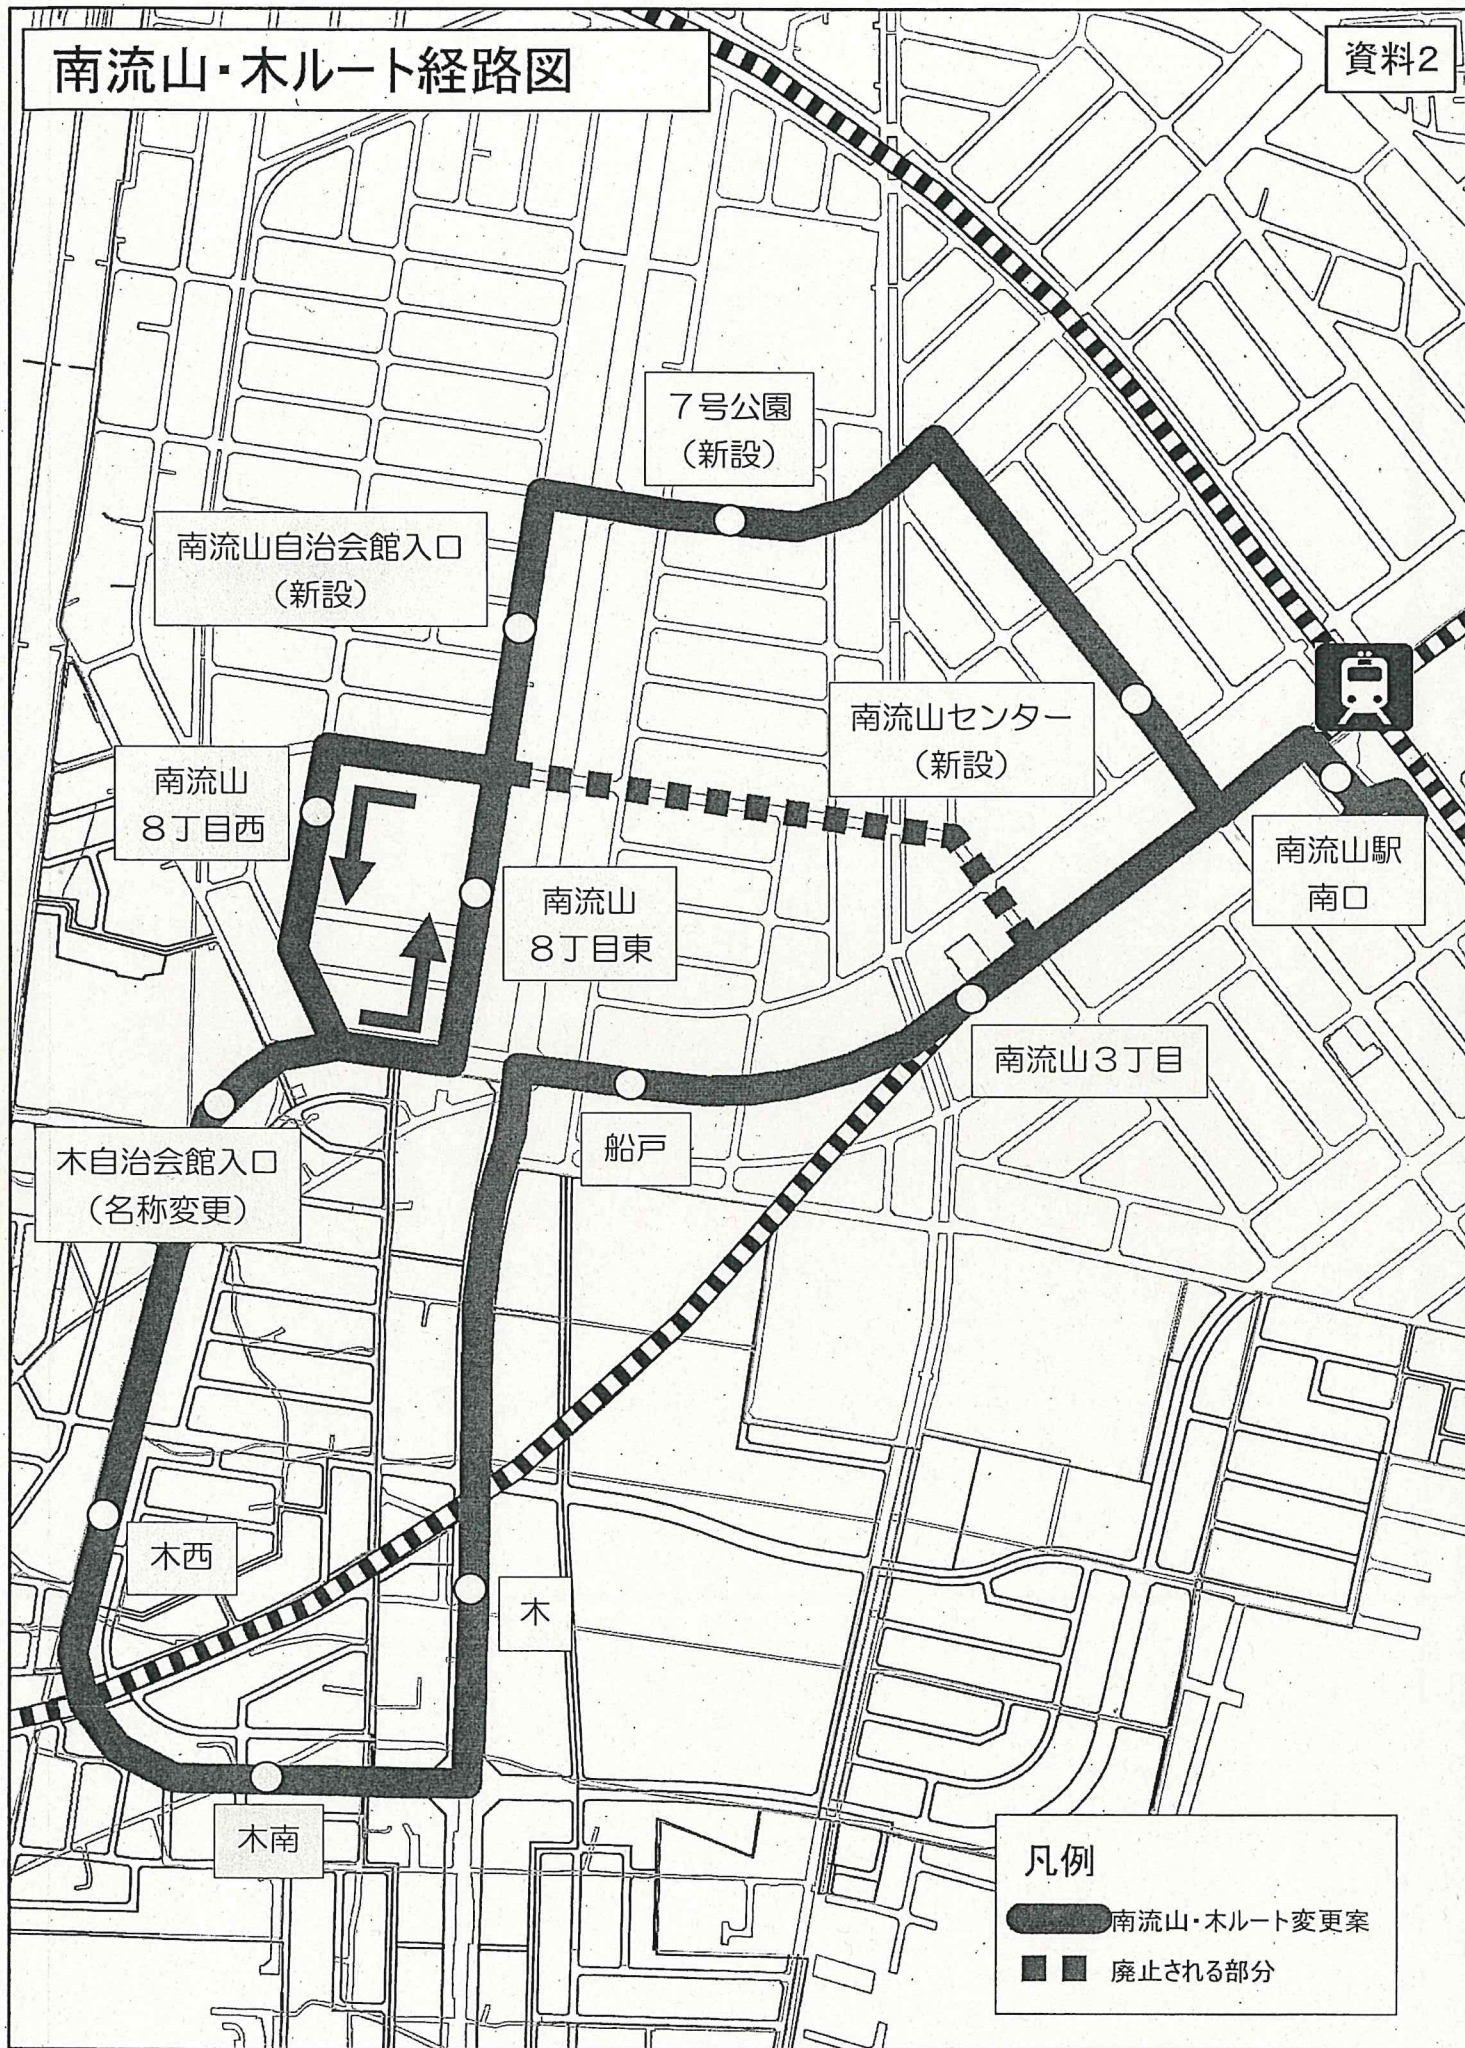 南流山・木ルート経路図
資料2
7号公園
(新設)
南流山自治会館入口
(新設)
南流山センター
(新設)
南流山
8丁目西
南流山
8丁目東
南流山駅
南口
南流山3丁目
船戸
木自治会館入口
(名称変更)
木西
木
木南
凡例
南流山・木ルート変更案
廃止される部分